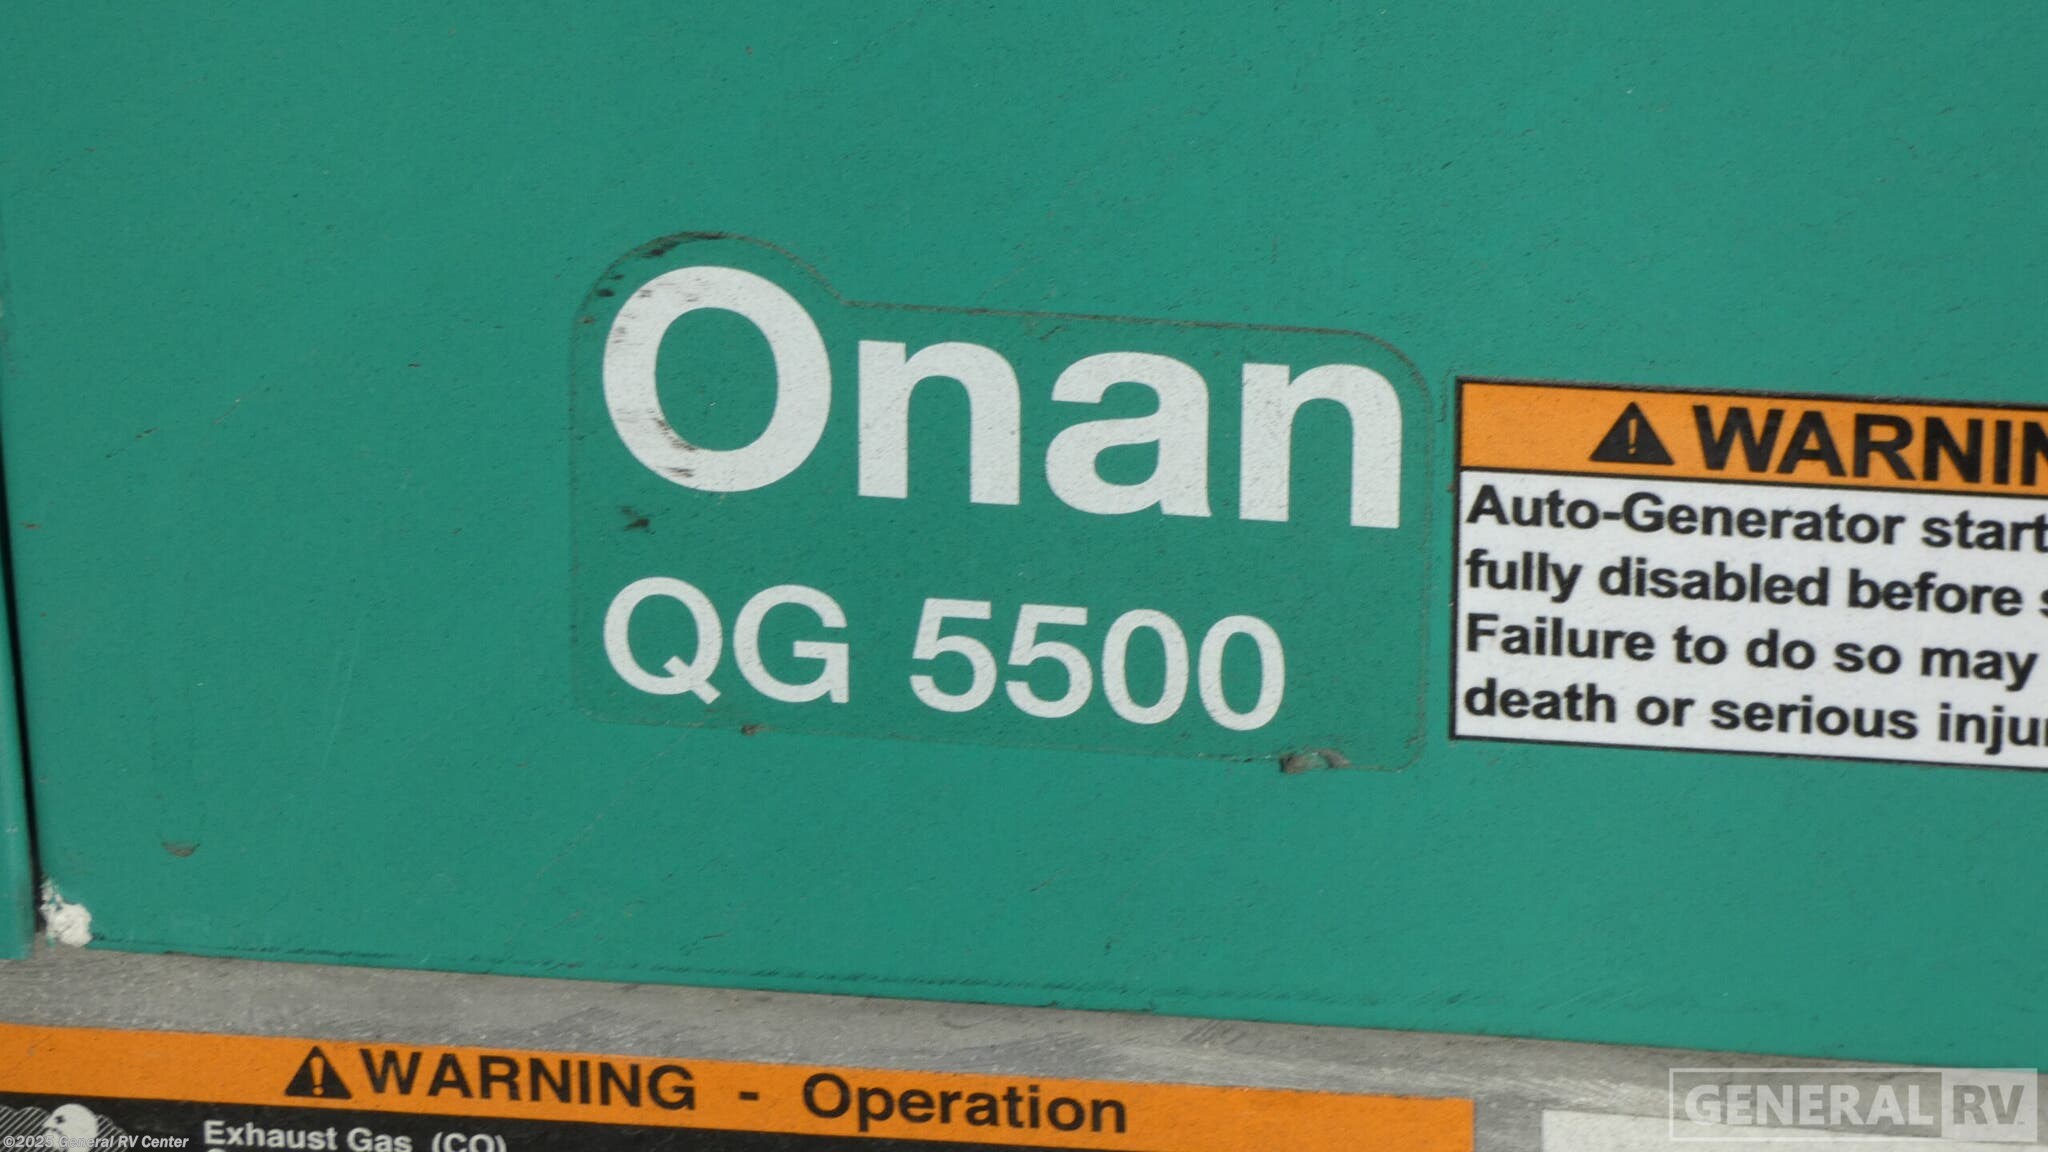 Onan
QG 5500
WARNIN
Auto-Generator start
fully disabled before s
Failure to do so may
death or serious inju
WARNING - Operation
Exhaust Gas (CO)
GENERAL RV
©2025 General RV Center